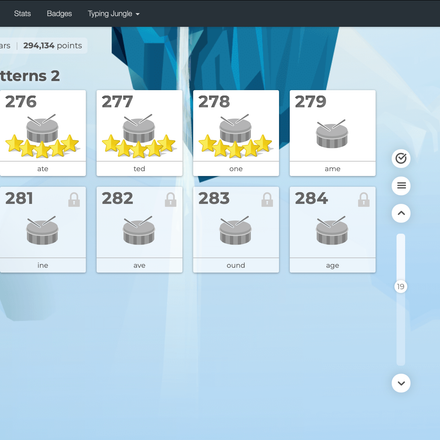 Stats Badges Typing Jungle
ars 294,134 points
tterns 2
276 277 278 279
ate ted one ame
281 282 283 284
ine ave ound age
19